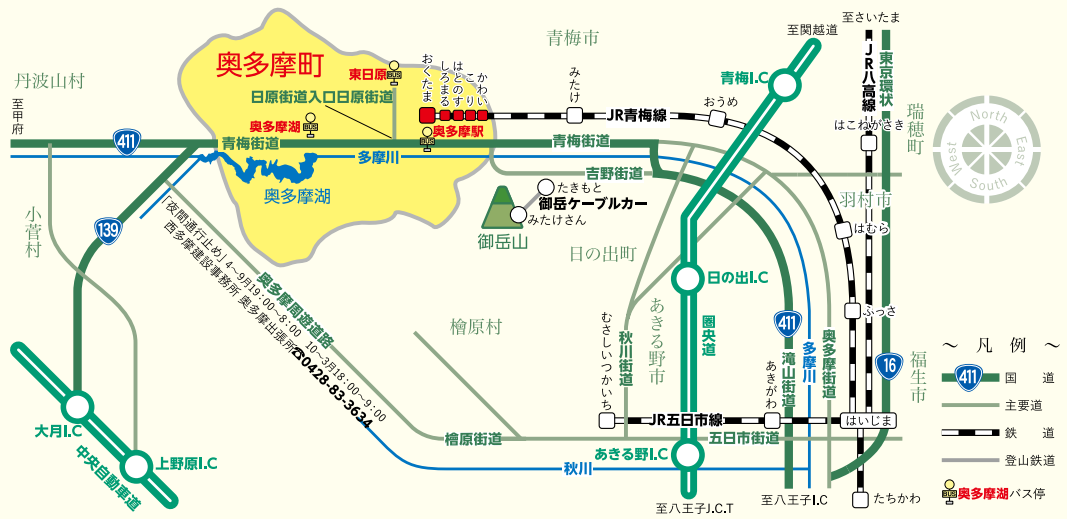 至さいたま
至関越道
青梅市
JR八高線
東京環状
奥多摩町
丹波山村
東日原
BUS
おくたま
しろまる
はとのす
こり
かわい
みたけ
青梅I.C
おうめ
日原街道入口日原街道
瑞穂町
至甲府
JR青梅線
はこねがさき
奥多摩湖
BUS
奥多摩駅
BUS
411
青梅街道
青梅街道
多摩川
North
East
South
West
吉野街道
奥多摩湖
たきもと
御岳ケーブルカー
みたけさん
羽村市
小菅村
139
御岳山
日の出町
はむら
「夜間通行止め」4~9月19:00~8:00 10~3月18:00~9:00
西多摩建設事務所 奥多摩出張所☎0428-83-3634
奥多摩周遊道路
日の出I.C
あきる野市
むさしいつかいち
秋川街道
圏央道
411
滝山街道
あきがわ
多摩川
奥多摩街道
ふっさ
檜原村
16
福生市
~ 凡 例 ~
411 国 道
主要道
鉄 道
登山鉄道
BUS
奥多摩湖バス停
大月I.C
JR五日市線
はいじま
檜原街道
五日市街道
上野原I.C
中央自動車道
あきる野I.C
秋川
至八王子J.C.T
至八王子I.C
たちかわ